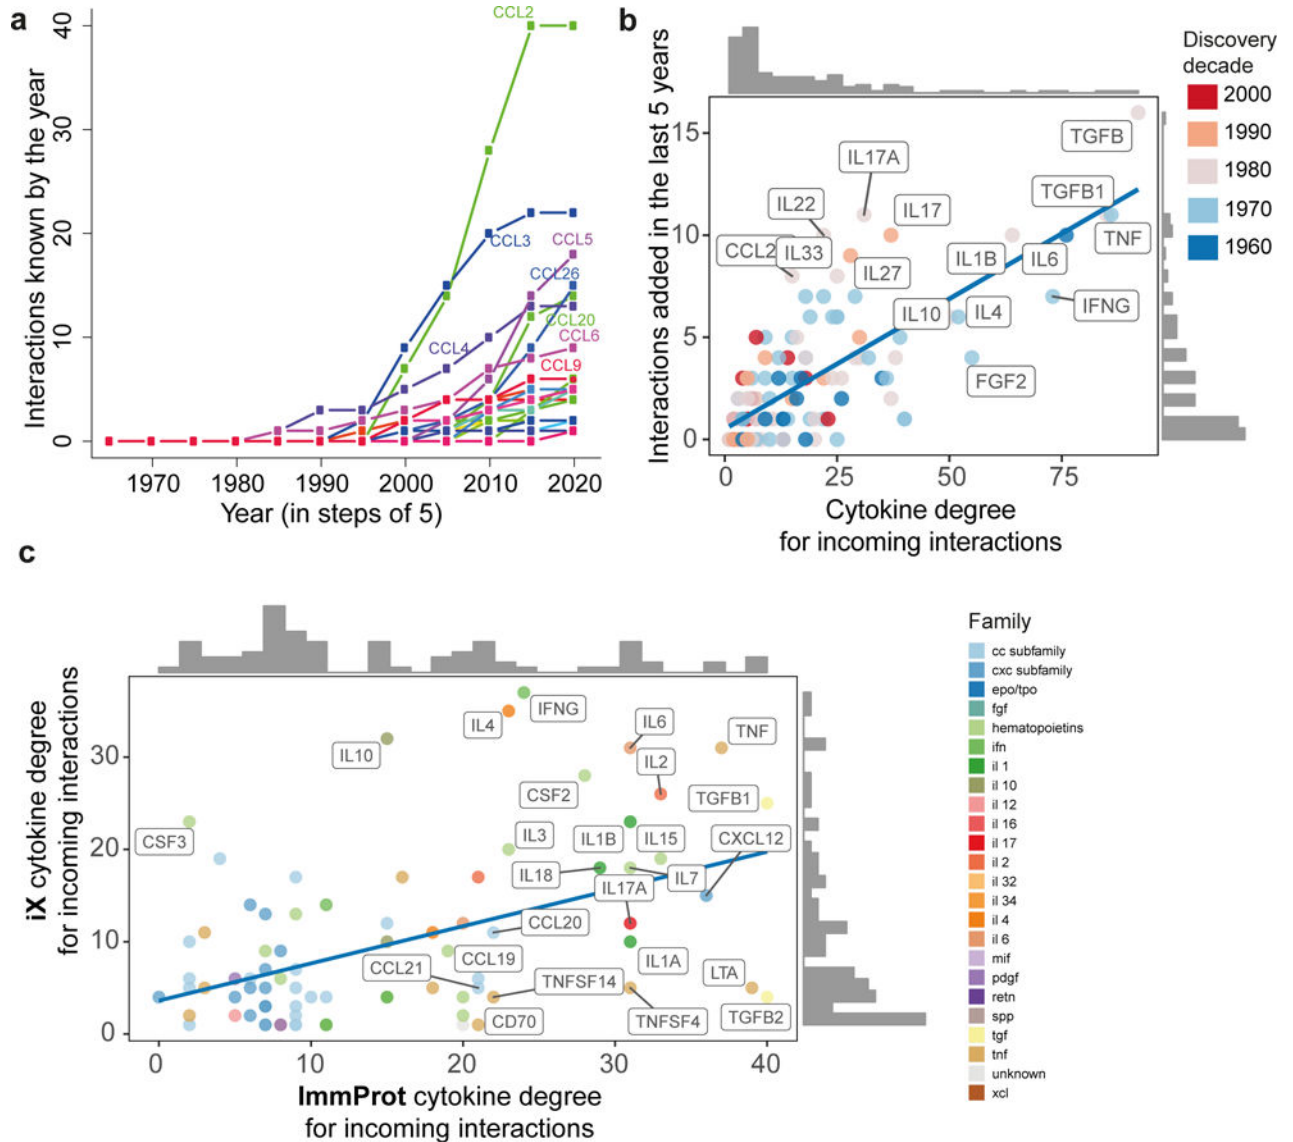 a
Interactions known by the year
40
30
20
10
0
CCL2
CCL3
CCL5
CCL26
CCL20
CCL4
CCL6
CCL9
1970
1980
1990
2000
2010
2020
Year (in steps of 5)
b
Interactions added in the last 5 years
15
10
5
0
TGFB
IL17A
TGFB1
IL22
IL17
TNF
CCL2
IL33
IL1B
IL6
IL27
IL10
IL4
IFNG
FGF2
0
25
50
75
Cytokine degree
for incoming interactions
Discovery
decade
2000
1990
1980
1970
1960
c
iX cytokine degree
for incoming interactions
30
20
10
0
IFNG
IL4
IL6
TNF
IL10
IL2
CSF2
TGFB1
CSF3
IL3
IL1B
IL15
CXCL12
IL18
IL7
IL17A
CCL20
CCL19
IL1A
CCL21
LTA
TNFSF14
CD70
TNFSF4
TGFB2
0
10
20
30
40
ImmProt cytokine degree
for incoming interactions
Family
cc subfamily
cxc subfamily
epo/tpo
fgf
hematopoietins
ifn
il 1
il 10
il 12
il 16
il 17
il 2
il 32
il 34
il 4
il 6
mif
pdgf
retn
spp
tgf
tnf
unknown
xcl